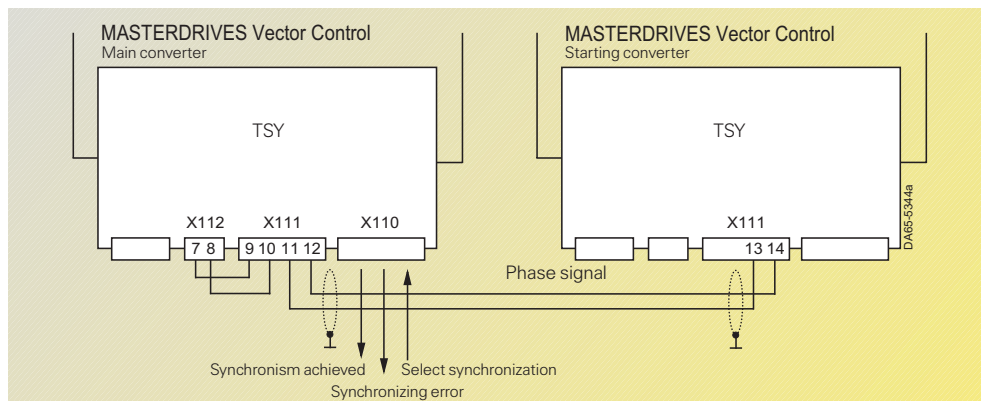 MASTERDRIVES Vector Control
Main converter
MASTERDRIVES Vector Control
Starting converter
TSY
TSY
DA65-5344a
X112
X111
X110
X111
7 8
9 10 11 12
13 14
Phase signal
Synchronism achieved
Select synchronization
Synchronizing error